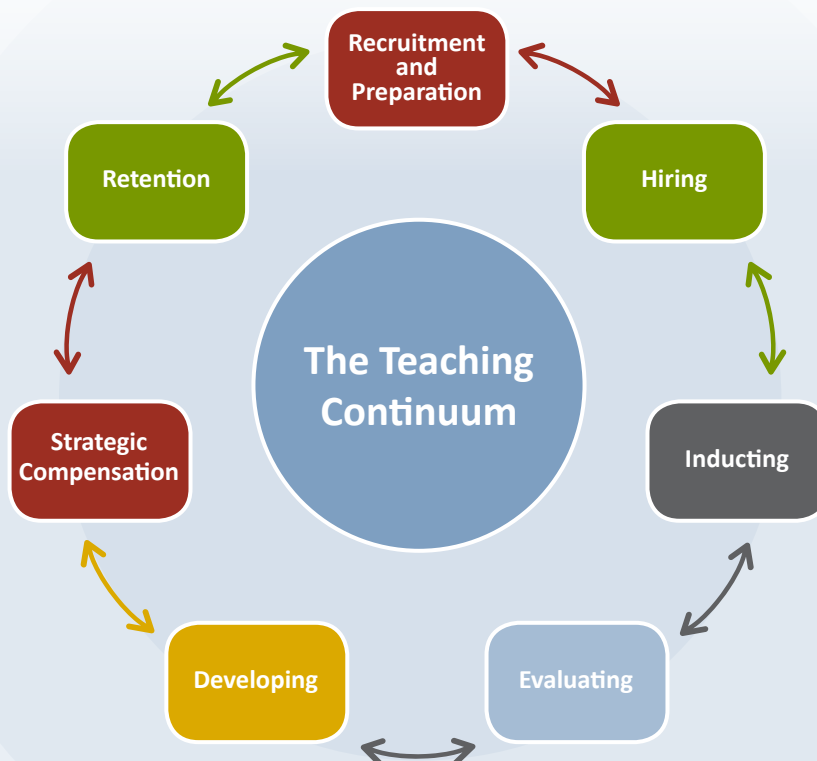 Recruitment
and
Preparation
Retention
Hiring
The Teaching
Continuum
Strategic
Compensation
Inducting
Developing
Evaluating